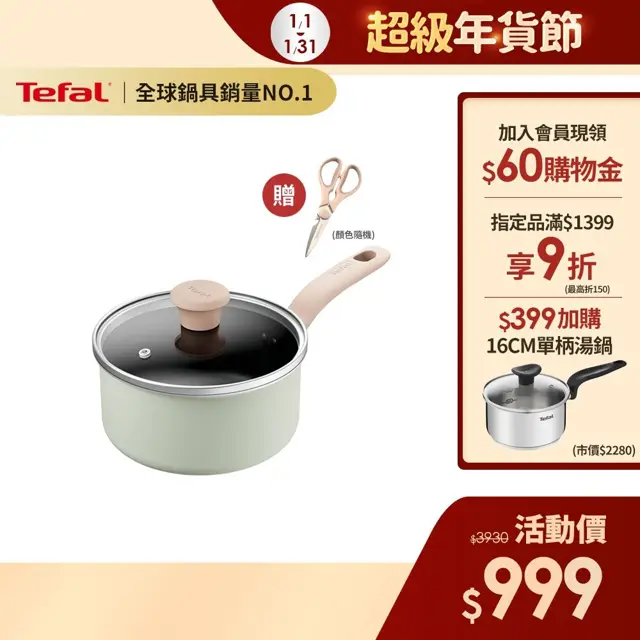 1/1
1/31
超級年貨節
Tefal
全球鍋具銷量NO.1
贈
(顏色隨機)
加入會員現領
$60購物金
指定品滿$1399
享9折
(最高折150)
$399加購
16CM單柄湯鍋
Tefal
(市價$2280)
Tefal
Tefal
$3930 活動價
$999